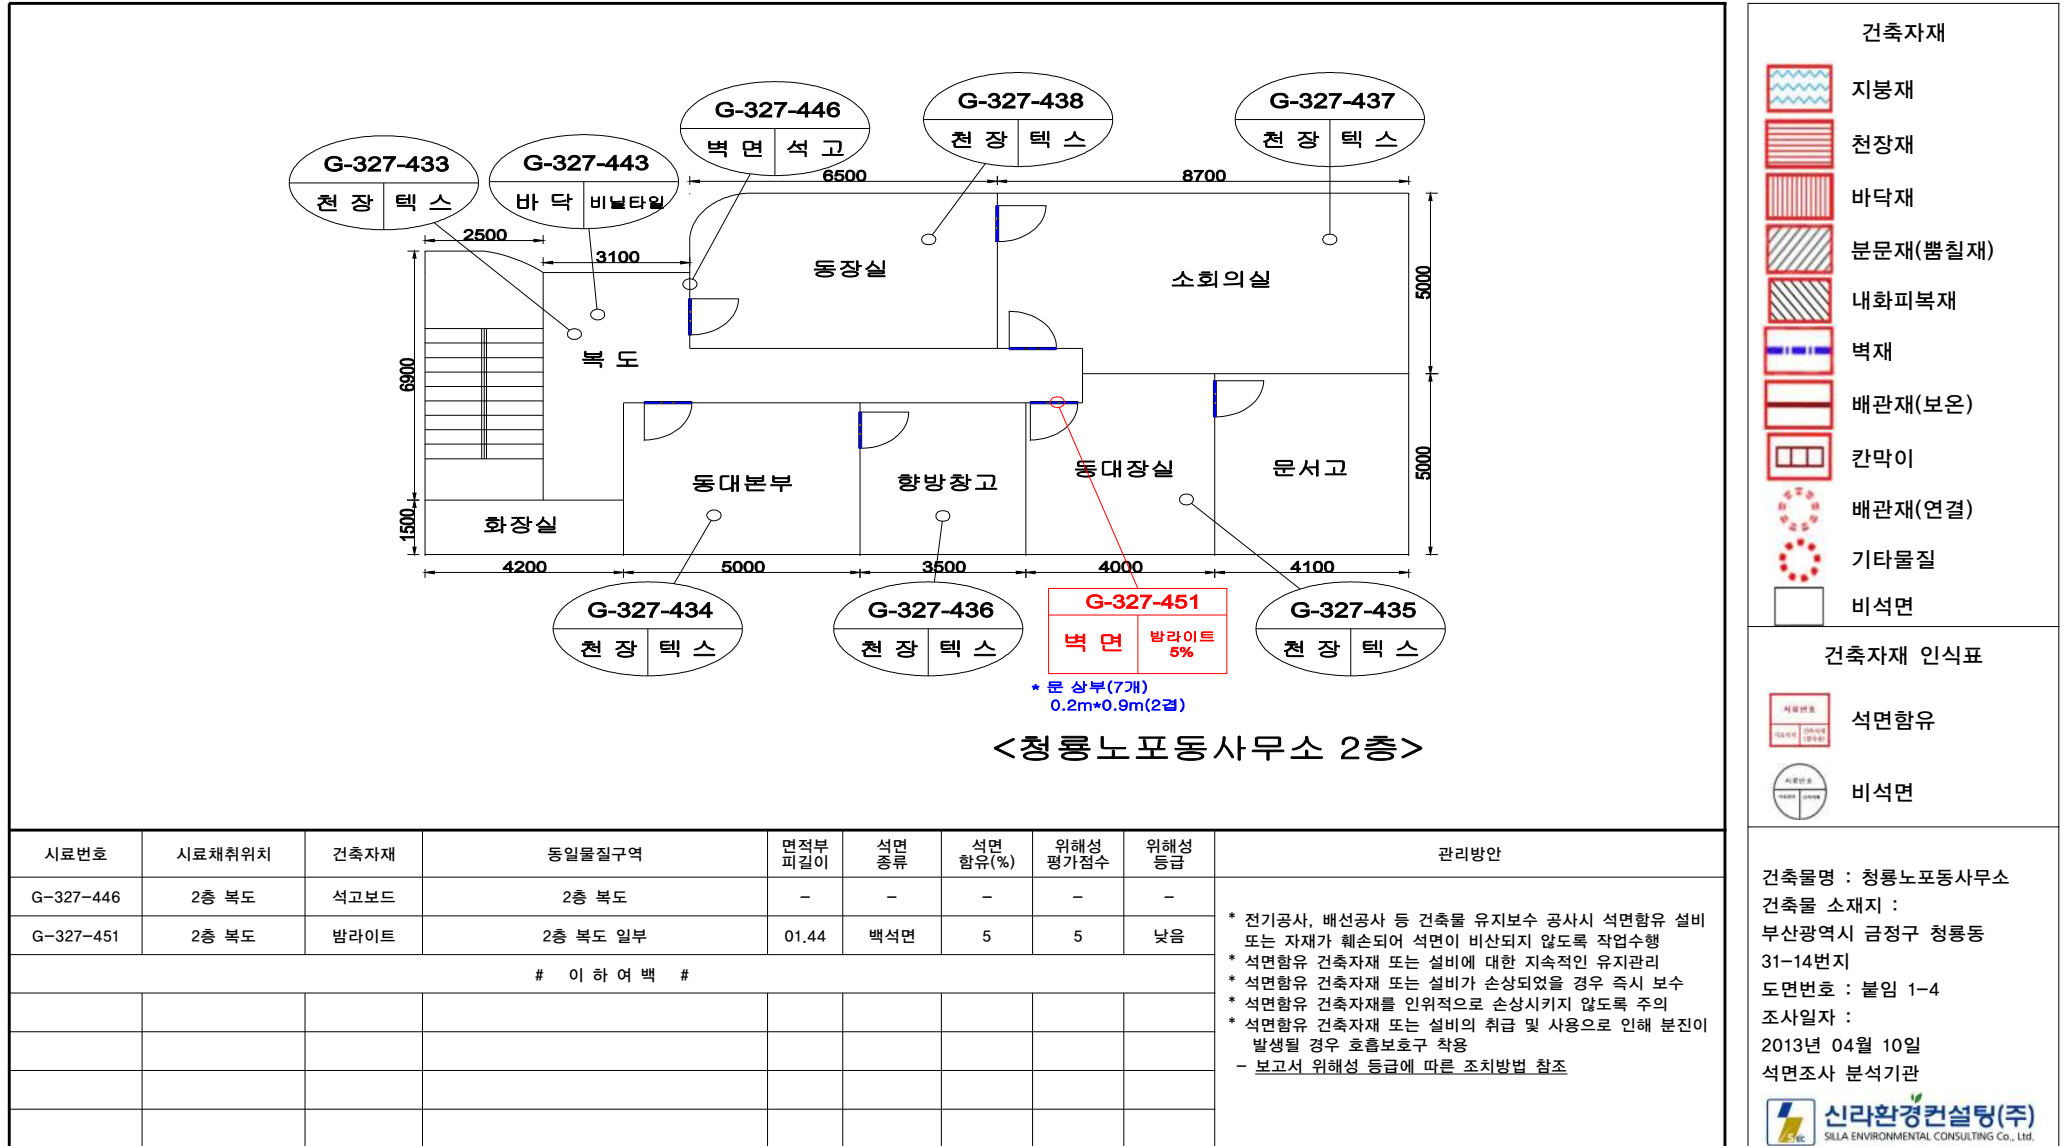 G-327-446
벽 면 석 고
G-327-438
천 장 텍 스
G-327-437
천 장 텍 스
G-327-433
천 장 텍 스
G-327-443
바 닥 비닐타일
6500
8700
2500
3100
동장실
소회의실
5000
복 도
6900
동대본부
향방창고
동대장실
문서고
5000
화장실
1500
4200
5000
3500
4000
4100
G-327-434
천 장 텍 스
G-327-436
천 장 텍 스
G-327-451
벽 면 밤라이트
5%
G-327-435
천 장 텍 스
* 문 상부(7개)
0.2m*0.9m(2겹)
<청룡노포동사무소 2층>
시료번호 시료채취위치 건축자재 동일물질구역 면적부피길이 석면종류 석면함유(%) 위해성평가점수 위해성등급 관리방안
G-327-446 2층 복도 석고보드 2층 복도 - - - - -
G-327-451 2층 복도 밤라이트 2층 복도 일부 01.44 백석면 5 5 낮음
# 이 하 여 백 #
* 전기공사, 배선공사 등 건축물 유지보수 공사시 석면함유 설비
또는 자재가 훼손되어 석면이 비산되지 않도록 작업수행
* 석면함유 건축자재 또는 설비에 대한 지속적인 유지관리
* 석면함유 건축자재 또는 설비가 손상되었을 경우 즉시 보수
* 석면함유 건축자재를 인위적으로 손상시키지 않도록 주의
* 석면함유 건축자재 또는 설비의 취급 및 사용으로 인해 분진이
발생될 경우 호흡보호구 착용
- 보고서 위해성 등급에 따른 조치방법 참조
건축자재
지붕재
천장재
바닥재
분문재(뿜칠재)
내화피복재
벽재
배관재(보온)
칸막이
배관재(연결)
기타물질
비석면
건축자재 인식표
시료번호
석면함유
시료번호
비석면
건축물명 : 청룡노포동사무소
건축물 소재지 :
부산광역시 금정구 청룡동
31-14번지
도면번호 : 붙임 1-4
조사일자 :
2013년 04월 10일
석면조사 분석기관
신라환경컨설팅(주)
SILLA ENVIRONMENTAL CONSULTING Co., Ltd.